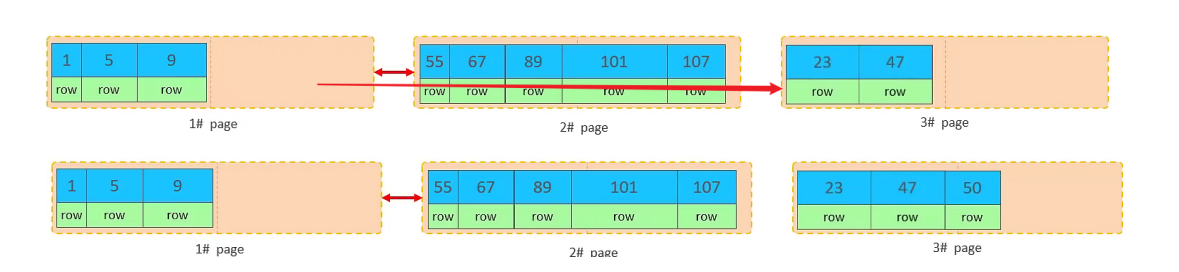 1 5 9 55 67 89 101 107 23 47
row row row row row row row row row row
1# page 2# page 3# page
1 5 9 55 67 89 101 107 23 47 50
row row row row row row row row row row row
1# page 2# page 3# page